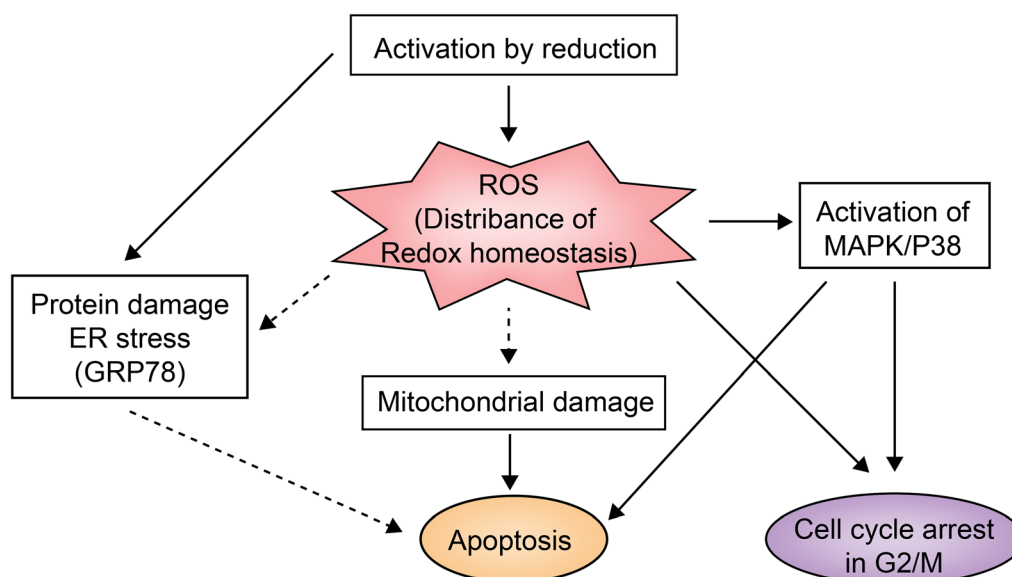 Activation by reduction
ROS
(Distribance of
Redox homeostasis)
Activation of
MAPK/P38
Protein damage
ER stress
(GRP78)
Mitochondrial damage
Apoptosis
Cell cycle arrest
in G2/M